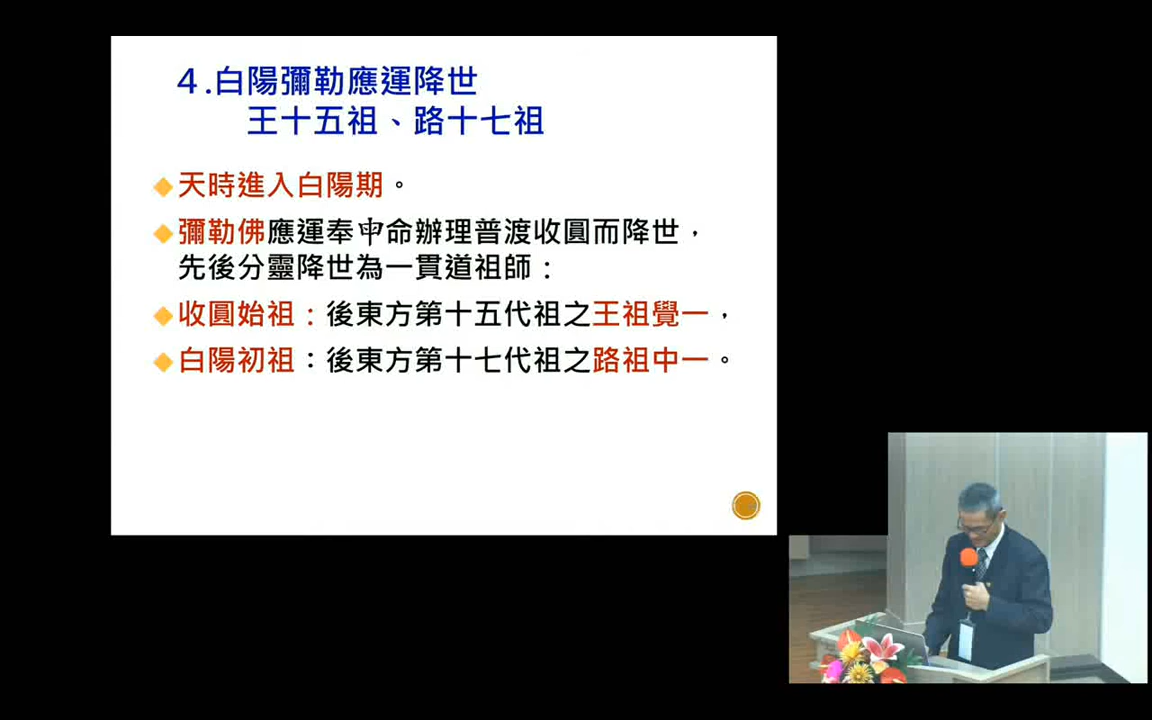 4.白陽彌勒應運降世
王十五祖、路十七祖
天時進入白陽期。
彌勒佛應運奉申命辦理普渡收圓而降世，
先後分靈降世為一貫道祖師：
收圓始祖：後東方第十五代祖之王祖覺一，
白陽初祖：後東方第十七代祖之路祖中一。